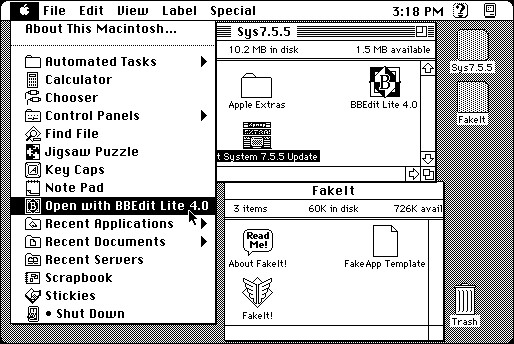 File Edit View Label Special 3:18 PM
About This Macintosh...
Automated Tasks
Calculator
Chooser
Control Panels
Find File
Jigsaw Puzzle
Key Caps
Note Pad
Open with BBEdit Lite 4.0
Recent Applications
Recent Documents
Recent Servers
Scrapbook
Stickies
• Shut Down
Sys7.5.5
10.2 MB in disk 1.5 MB available
Apple Extras
BBEdit Lite 4.0
t System 7.5.5 Update
FakeIt
3 items 60K in disk 726K avail
Read
Me!
About FakeIt!
FakeApp Template
FakeIt!
Sys7.5.5
FakeIt
Trash